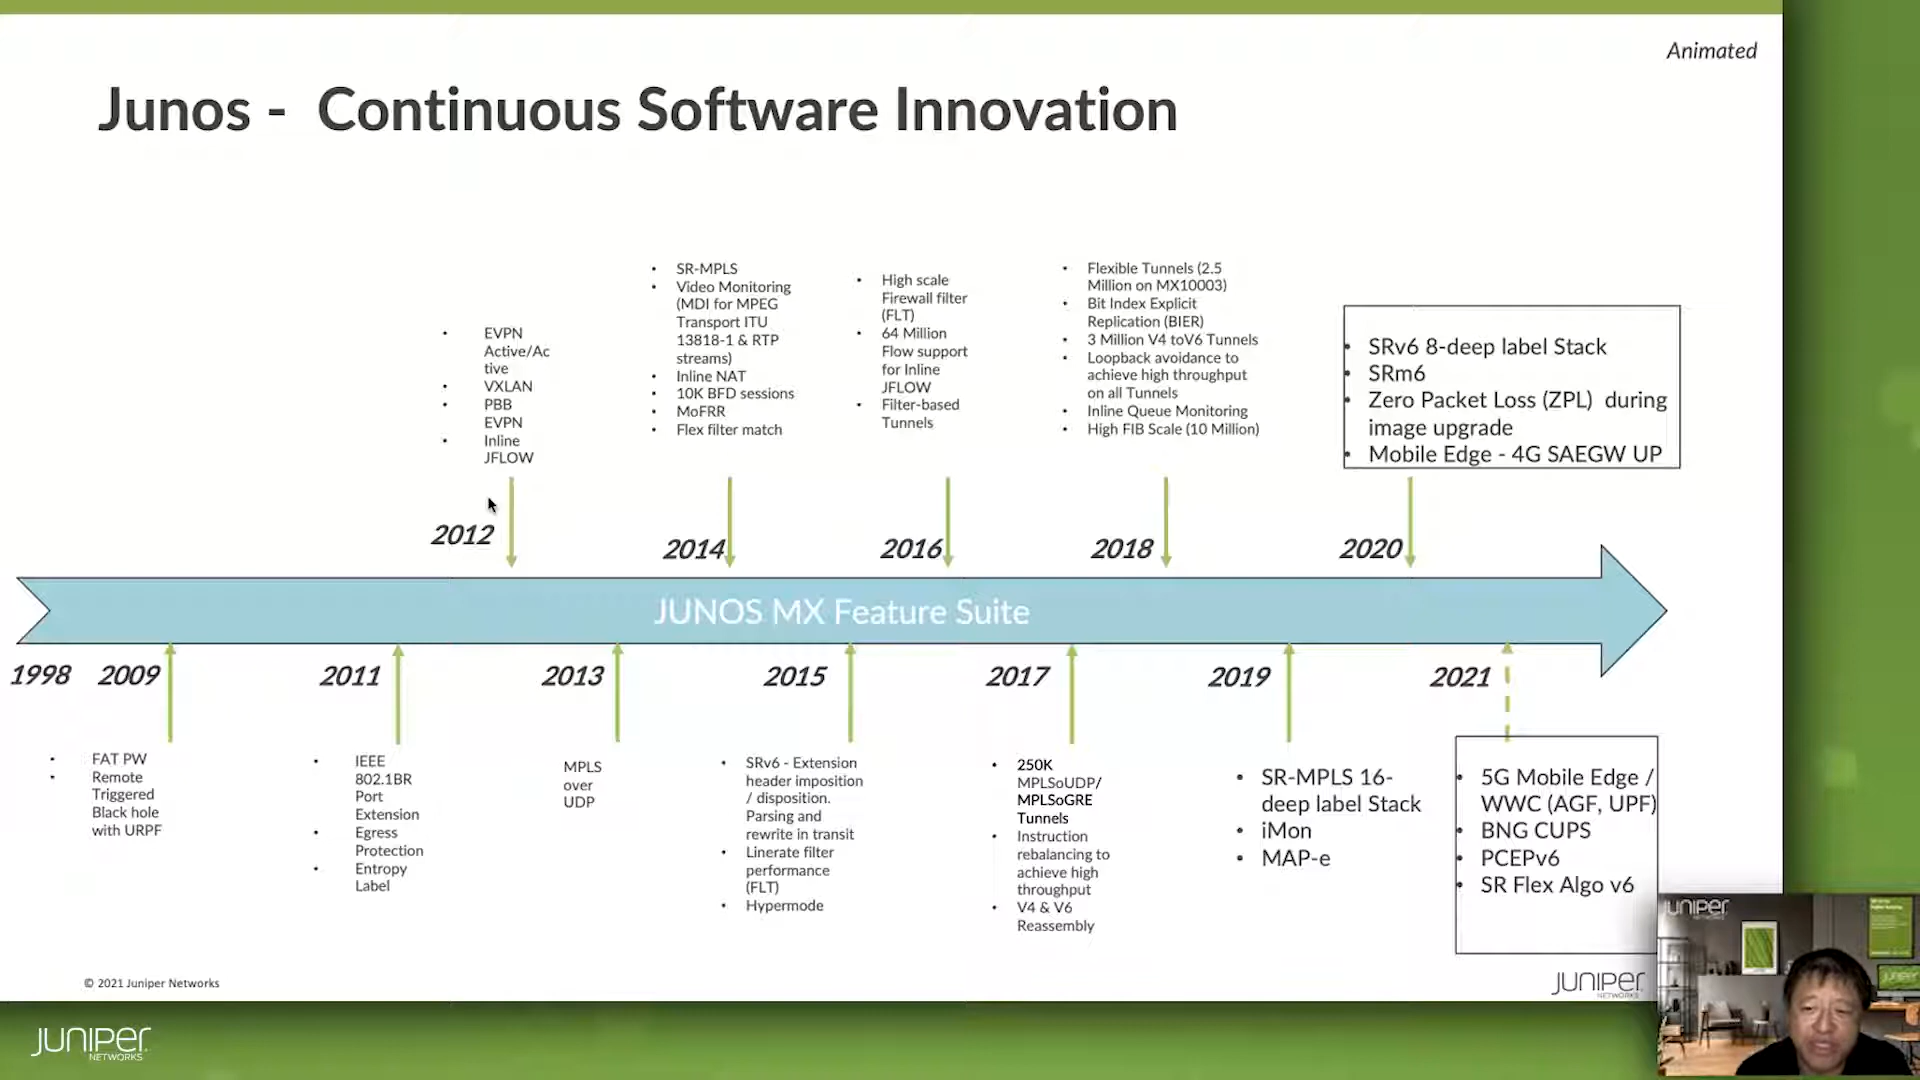 Animated
Junos - Continuous Software Innovation
• EVPN
Active/Ac
tive
• VXLAN
• PBB
EVPN
• Inline
JFLOW
• SR-MPLS
• Video Monitoring
(MDI for MPEG
Transport ITU
13818-1 & RTP
streams)
• Inline NAT
• 10K BFD sessions
• MoFRR
• Flex filter match
• High scale
Firewall filter
(FLT)
• 64 Million
Flow support
for Inline
JFLOW
• Filter-based
Tunnels
• Flexible Tunnels (2.5
Million on MX10003)
• Bit Index Explicit
Replication (BIER)
• 3 Million V4 toV6 Tunnels
• Loopback avoidance to
achieve high throughput
on all Tunnels
• Inline Queue Monitoring
• High FIB Scale (10 Million)
• SRv6 8-deep label Stack
• SRm6
• Zero Packet Loss (ZPL) during
image upgrade
• Mobile Edge - 4G SAEGW UP
2012
2014
2016
2018
2020
JUNOS MX Feature Suite
1998
2009
2011
2013
2015
2017
2019
2021
• FAT PW
• Remote
Triggered
Black hole
with URPF
• IEEE
802.1BR
Port
Extension
• Egress
Protection
• Entropy
Label
MPLS
over
UDP
• SRv6 - Extension
header imposition
/ disposition.
Parsing and
rewrite in transit
• Linerate filter
performance
(FLT)
• Hypermode
• 250K
MPLSoUDP/
MPLSoGRE
Tunnels
• Instruction
rebalancing to
achieve high
throughput
• V4 & V6
Reassembly
• SR-MPLS 16-
deep label Stack
• iMon
• MAP-e
• 5G Mobile Edge /
WWC (AGF, UPF)
• BNG CUPS
• PCEPv6
• SR Flex Algo v6
© 2021 Juniper Networks
JUNIPEr
NETWORKS
JUNIPEr
NETWORKS
JUNIPEr
NETWORKS